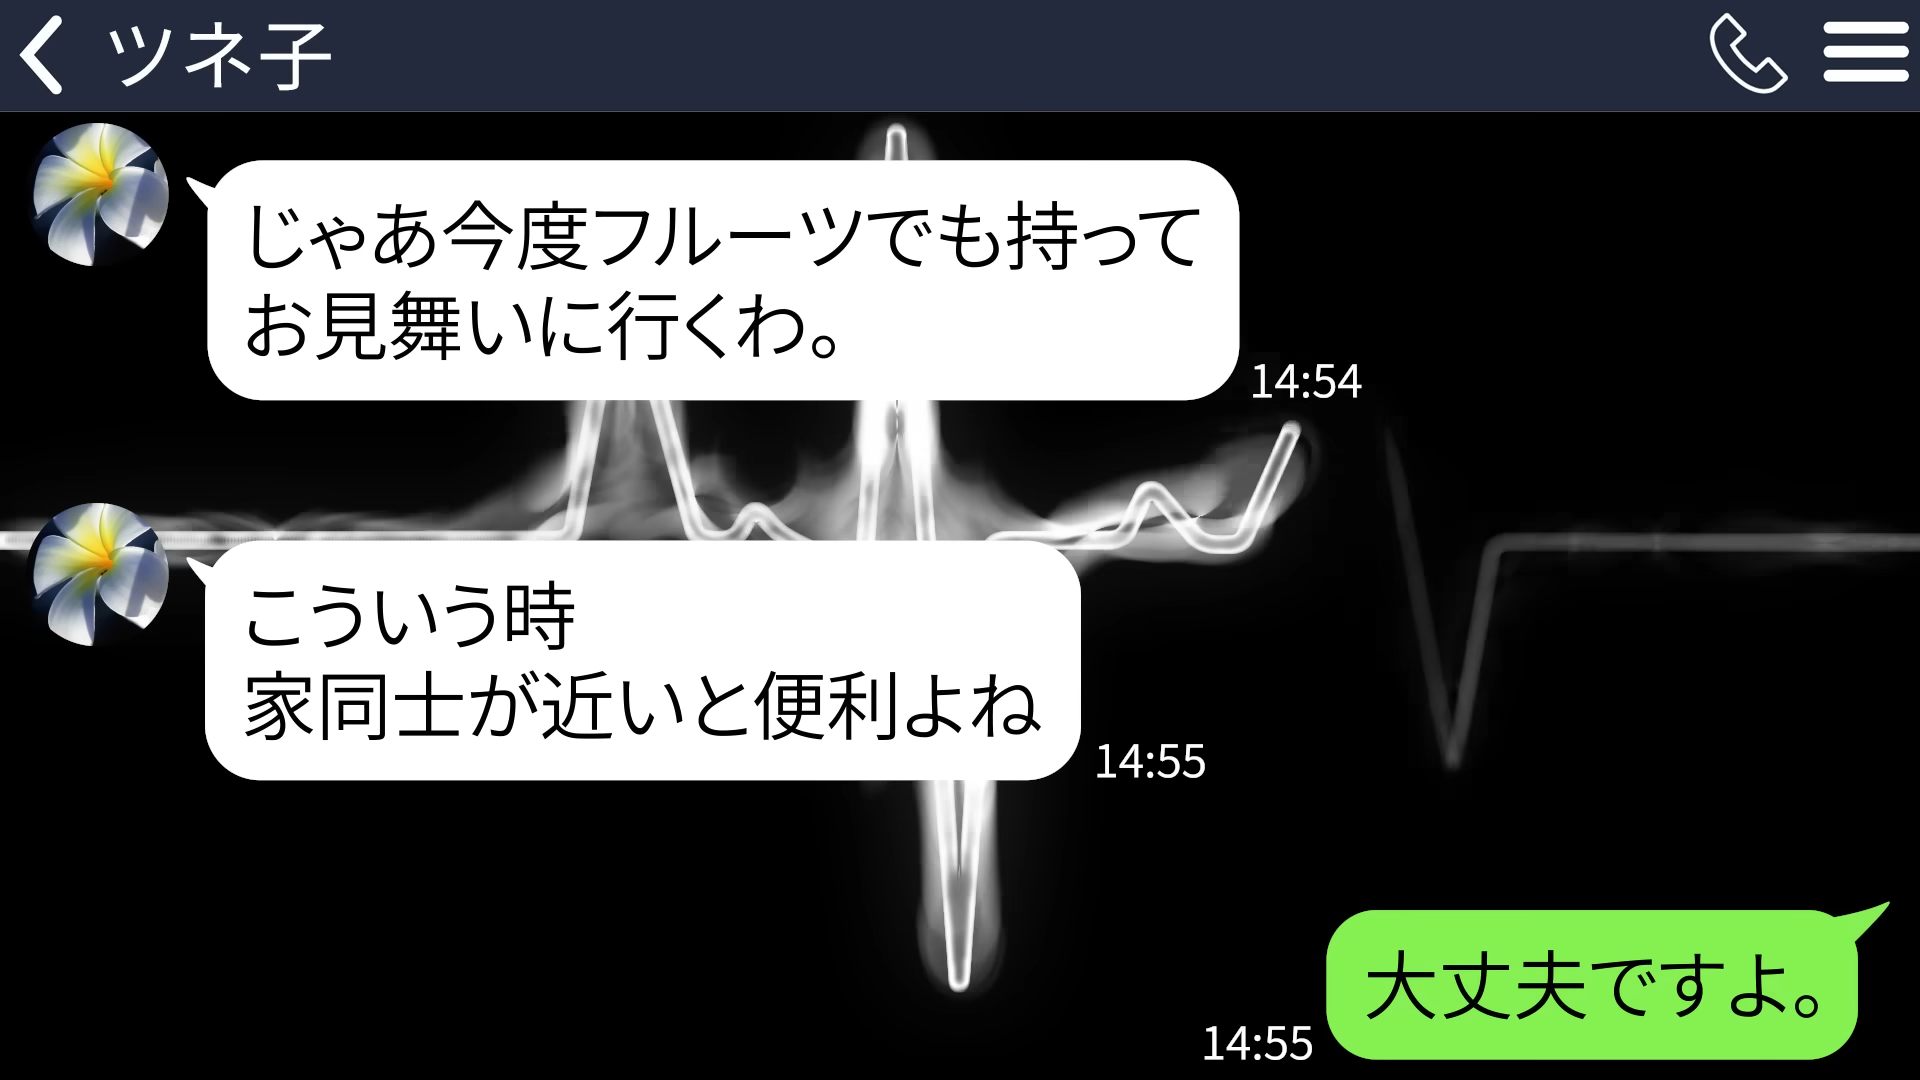 ツネ子
じゃあ今度フルーツでも持って
お見舞いに行くわ。
14:54
こういう時
家同士が近いと便利よね
14:55
大丈夫ですよ。
14:55